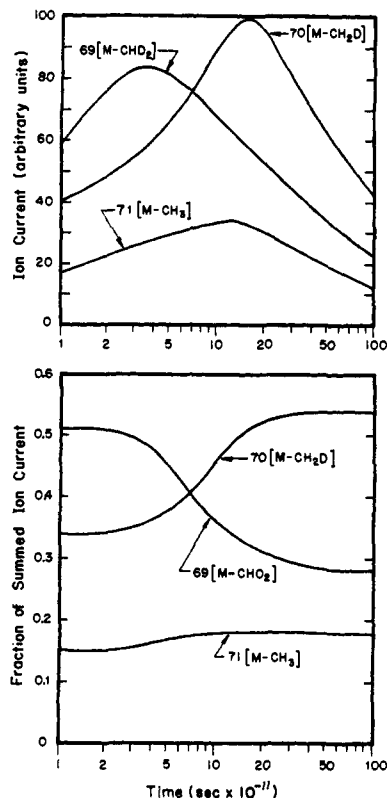 Ion Current (arbitrary units)
100
80
60
40
20
0
69[M-CHD₂]
70[M-CH₂D]
71[M-CH₃]
1 2 5 10 20 50 100
Fraction of Summed Ion Current
0.6
0.5
0.4
0.3
0.2
0.1
0
70[M-CH₂D]
69[M-CHO₂]
71[M-CH₃]
1 2 5 10 20 50 100
Time (sec x 10⁻¹¹)